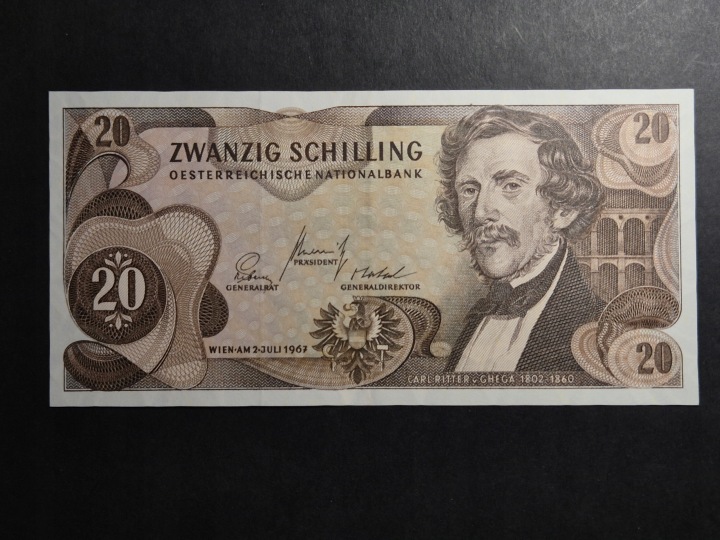 20
20
ZWANZIG SCHILLING
OESTERREICHISCHE NATIONALBANK
PRÄSIDENT
GENERALRAT
GENERALDIREKTOR
20
WIEN·AM 2·JULI 1967
20
CARL·RITTER v·GHEGA 1802-1860